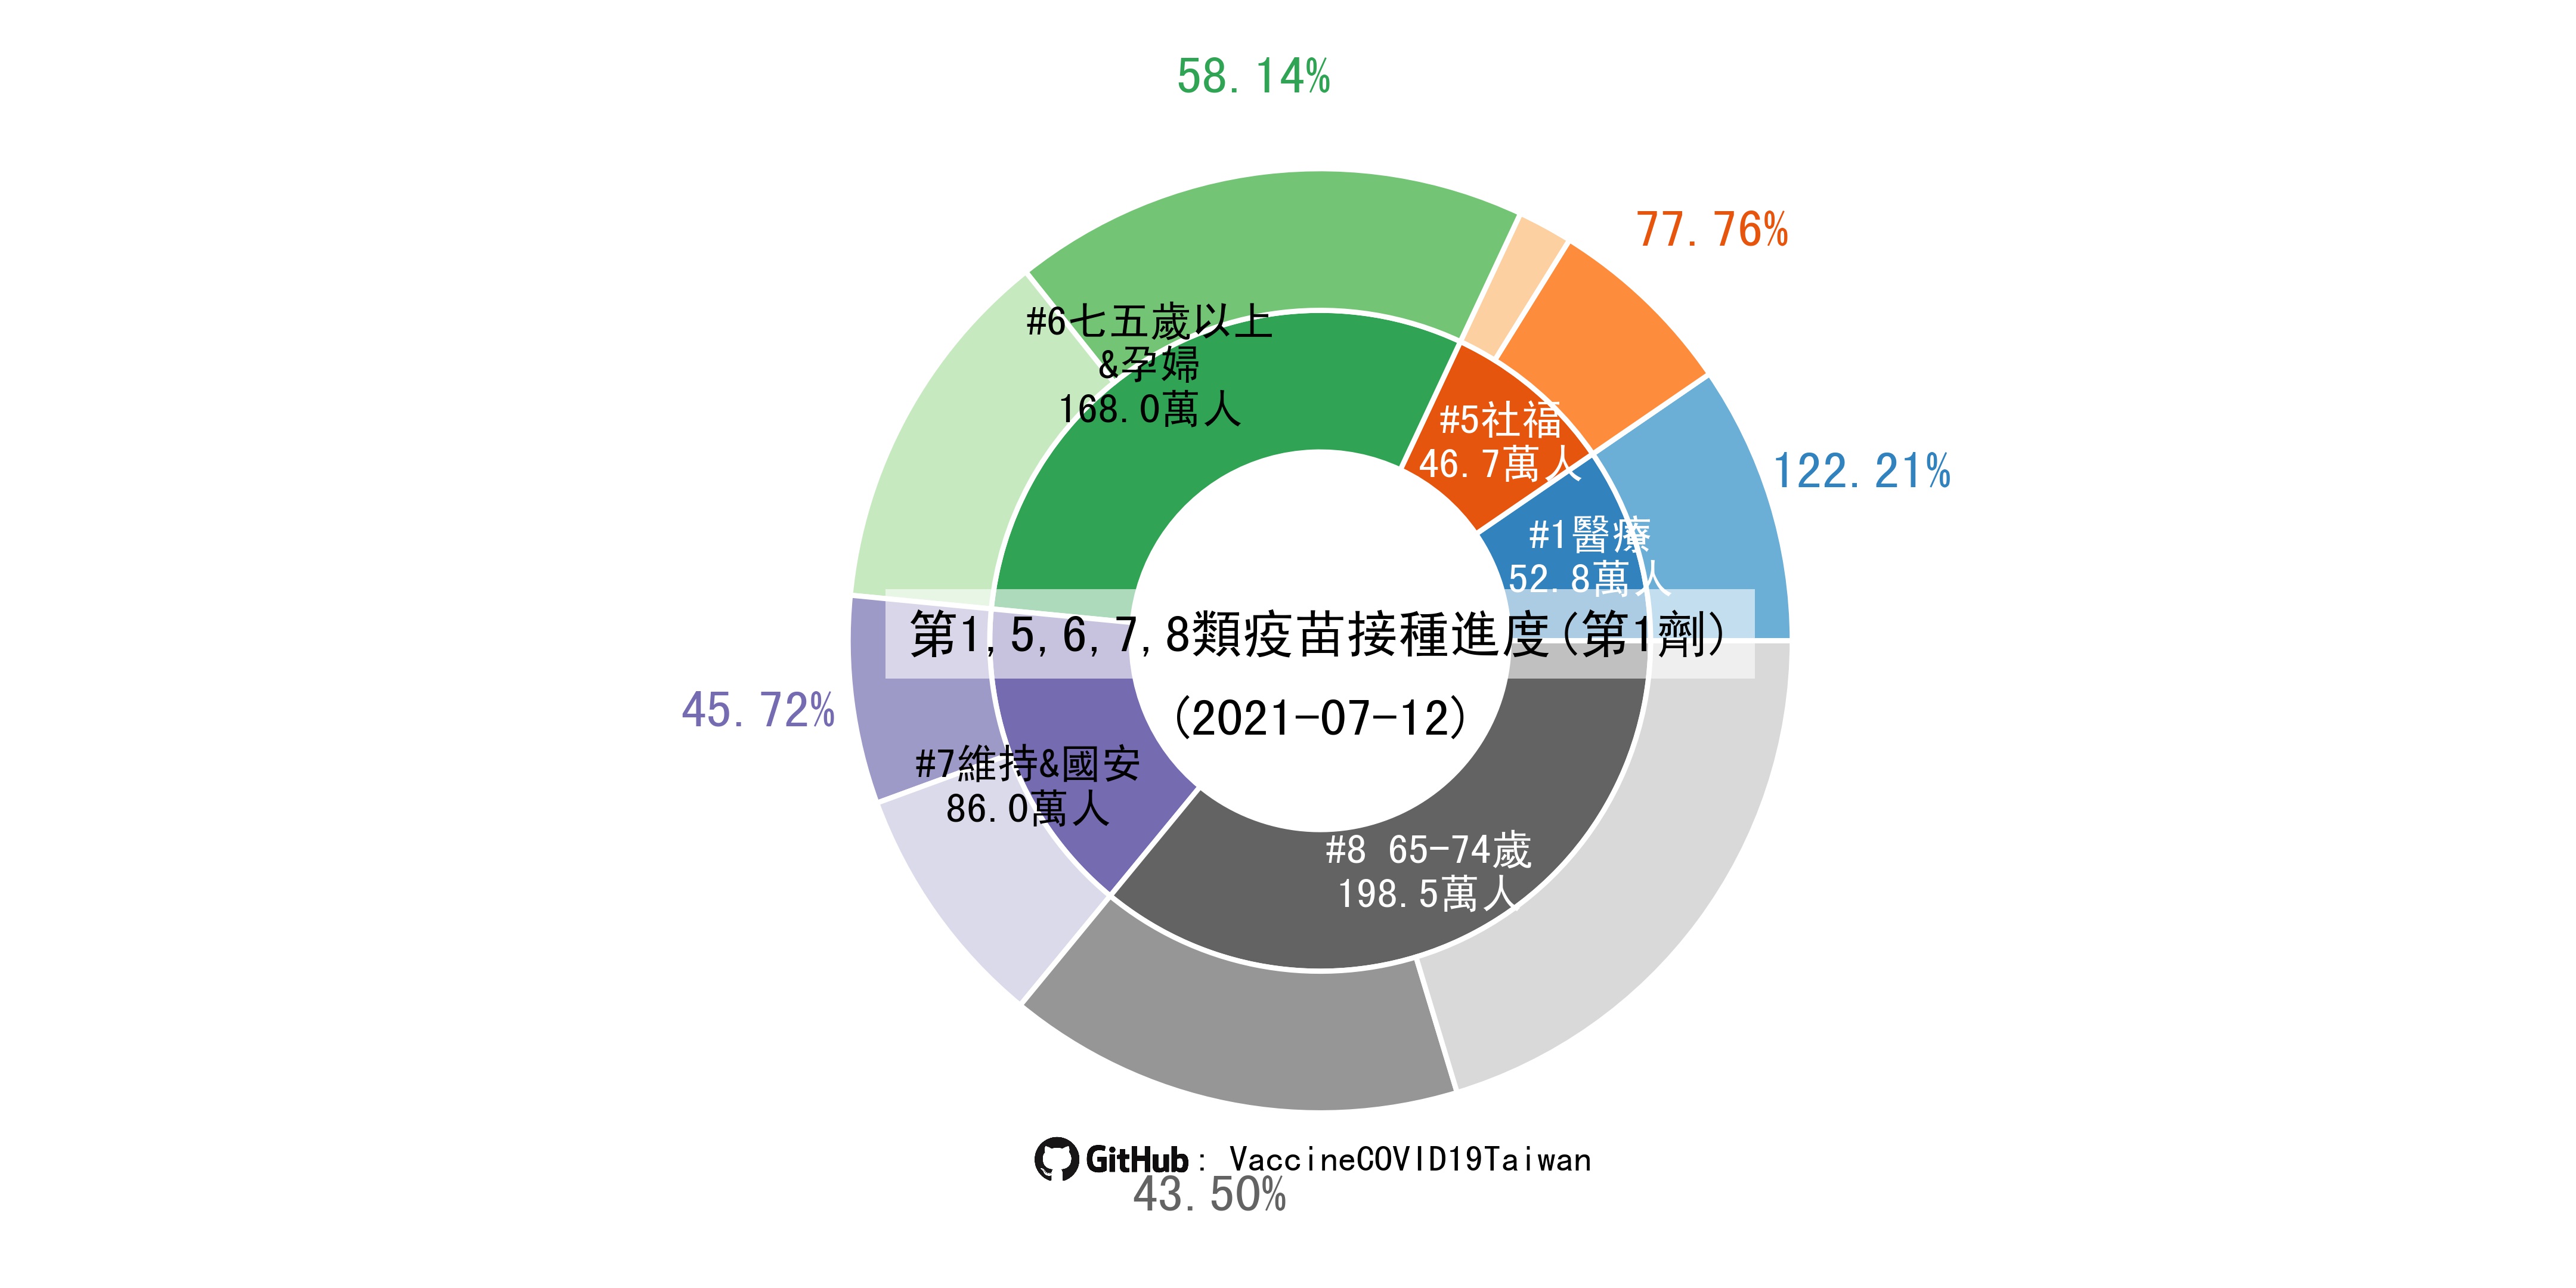 58.14%
77.76%
#6七五歲以上
&孕婦
168.0萬人
#5社福
46.7萬人
122.21%
#1醫療
52.8萬人
第1,5,6,7,8類疫苗接種進度(第1劑)
(2021-07-12)
45.72%
#7維持&國安
86.0萬人
#8 65-74歲
198.5萬人
GitHub: VaccineCOVID19Taiwan
43.50%